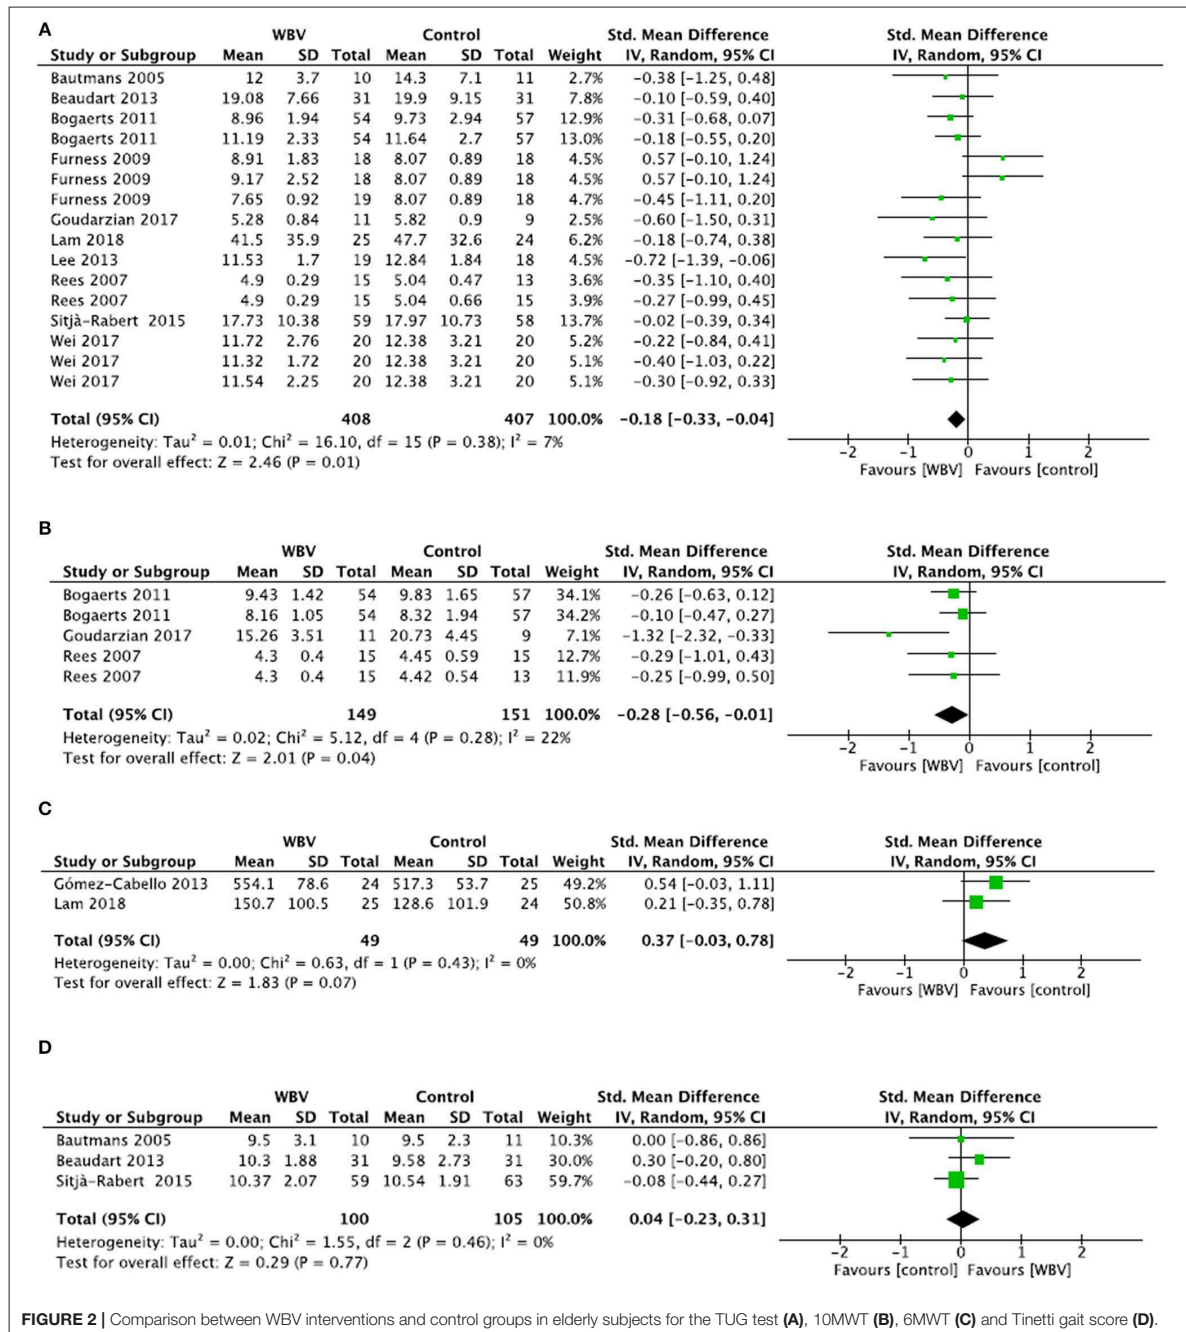 A
WBV Control Std. Mean Difference Std. Mean Difference
Study or Subgroup Mean SD Total Mean SD Total Weight IV, Random, 95% CI IV, Random, 95% CI
Bautmans 2005 12 3.7 10 14.3 7.1 11 2.7% −0.38 [−1.25, 0.48]
Beaudart 2013 19.08 7.66 31 19.9 9.15 31 7.8% −0.10 [−0.59, 0.40]
Bogaerts 2011 8.96 1.94 54 9.73 2.94 57 12.9% −0.31 [−0.68, 0.07]
Bogaerts 2011 11.19 2.33 54 11.64 2.7 57 13.0% −0.18 [−0.55, 0.20]
Furness 2009 8.91 1.83 18 8.07 0.89 18 4.5% 0.57 [−0.10, 1.24]
Furness 2009 9.17 2.52 18 8.07 0.89 18 4.5% 0.57 [−0.10, 1.24]
Furness 2009 7.65 0.92 19 8.07 0.89 18 4.7% −0.45 [−1.11, 0.20]
Goudarzian 2017 5.28 0.84 11 5.82 0.9 9 2.5% −0.60 [−1.50, 0.31]
Lam 2018 41.5 35.9 25 47.7 32.6 24 6.2% −0.18 [−0.74, 0.38]
Lee 2013 11.53 1.7 19 12.84 1.84 18 4.5% −0.72 [−1.39, −0.06]
Rees 2007 4.9 0.29 15 5.04 0.47 13 3.6% −0.35 [−1.10, 0.40]
Rees 2007 4.9 0.29 15 5.04 0.66 15 3.9% −0.27 [−0.99, 0.45]
Sitjà-Rabert 2015 17.73 10.38 59 17.97 10.73 58 13.7% −0.02 [−0.39, 0.34]
Wei 2017 11.72 2.76 20 12.38 3.21 20 5.2% −0.22 [−0.84, 0.41]
Wei 2017 11.32 1.72 20 12.38 3.21 20 5.1% −0.40 [−1.03, 0.22]
Wei 2017 11.54 2.25 20 12.38 3.21 20 5.1% −0.30 [−0.92, 0.33]
Total (95% CI) 408 407 100.0% −0.18 [−0.33, −0.04]
Heterogeneity: Tau² = 0.01; Chi² = 16.10, df = 15 (P = 0.38); I² = 7%
Test for overall effect: Z = 2.46 (P = 0.01)
−2 −1 0 1 2
Favours [WBV] Favours [control]
B
WBV Control Std. Mean Difference Std. Mean Difference
Study or Subgroup Mean SD Total Mean SD Total Weight IV, Random, 95% CI IV, Random, 95% CI
Bogaerts 2011 9.43 1.42 54 9.83 1.65 57 34.1% −0.26 [−0.63, 0.12]
Bogaerts 2011 8.16 1.05 54 8.32 1.94 57 34.2% −0.10 [−0.47, 0.27]
Goudarzian 2017 15.26 3.51 11 20.73 4.45 9 7.1% −1.32 [−2.32, −0.33]
Rees 2007 4.3 0.4 15 4.45 0.59 15 12.7% −0.29 [−1.01, 0.43]
Rees 2007 4.3 0.4 15 4.42 0.54 13 11.9% −0.25 [−0.99, 0.50]
Total (95% CI) 149 151 100.0% −0.28 [−0.56, −0.01]
Heterogeneity: Tau² = 0.02; Chi² = 5.12, df = 4 (P = 0.28); I² = 22%
Test for overall effect: Z = 2.01 (P = 0.04)
−2 −1 0 1 2
Favours [WBV] Favours [control]
C
WBV Control Std. Mean Difference Std. Mean Difference
Study or Subgroup Mean SD Total Mean SD Total Weight IV, Random, 95% CI IV, Random, 95% CI
Gómez-Cabello 2013 554.1 78.6 24 517.3 53.7 25 49.2% 0.54 [−0.03, 1.11]
Lam 2018 150.7 100.5 25 128.6 101.9 24 50.8% 0.21 [−0.35, 0.78]
Total (95% CI) 49 49 100.0% 0.37 [−0.03, 0.78]
Heterogeneity: Tau² = 0.00; Chi² = 0.63, df = 1 (P = 0.43); I² = 0%
Test for overall effect: Z = 1.83 (P = 0.07)
−2 −1 0 1 2
Favours [WBV] Favours [control]
D
WBV Control Std. Mean Difference Std. Mean Difference
Study or Subgroup Mean SD Total Mean SD Total Weight IV, Random, 95% CI IV, Random, 95% CI
Bautmans 2005 9.5 3.1 10 9.5 2.3 11 10.3% 0.00 [−0.86, 0.86]
Beaudart 2013 10.3 1.88 31 9.58 2.73 31 30.0% 0.30 [−0.20, 0.80]
Sitjà-Rabert 2015 10.37 2.07 59 10.54 1.91 63 59.7% −0.08 [−0.44, 0.27]
Total (95% CI) 100 105 100.0% 0.04 [−0.23, 0.31]
Heterogeneity: Tau² = 0.00; Chi² = 1.55, df = 2 (P = 0.46); I² = 0%
Test for overall effect: Z = 0.29 (P = 0.77)
−2 −1 0 1 2
Favours [control] Favours [WBV]
FIGURE 2 | Comparison between WBV interventions and control groups in elderly subjects for the TUG test (A), 10MWT (B), 6MWT (C) and Tinetti gait score (D).